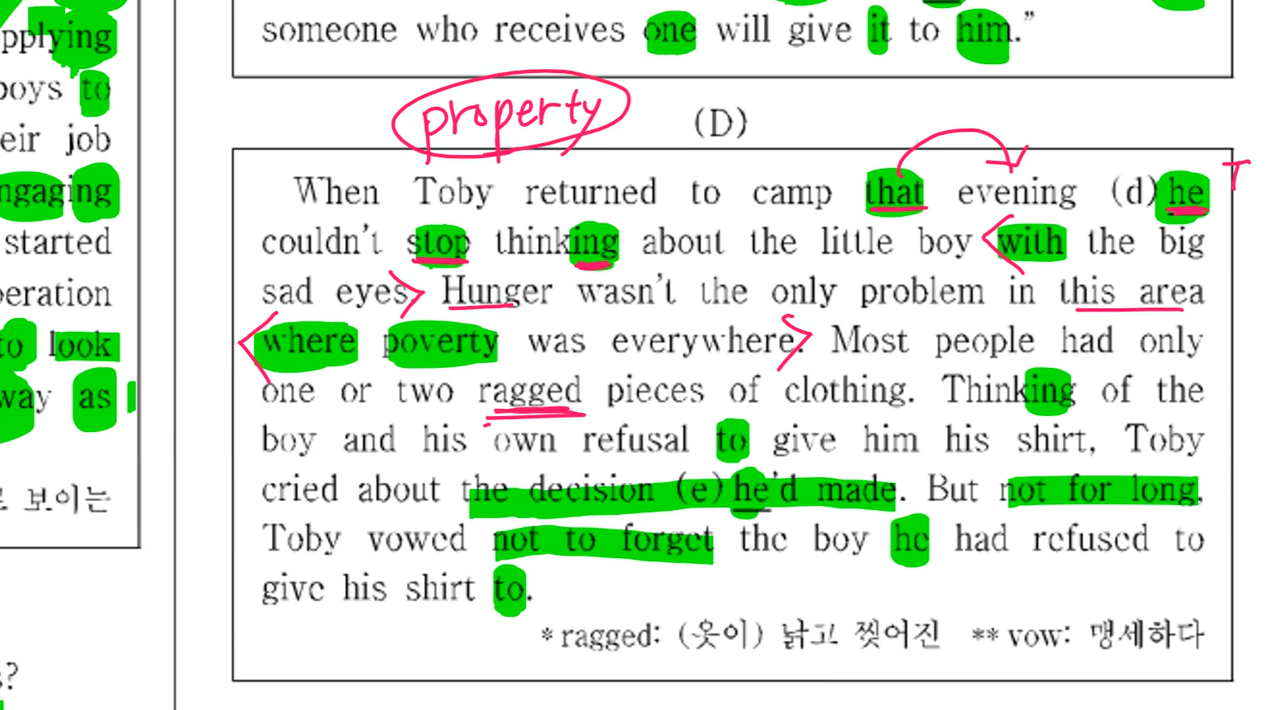 someone who receives one will give it to him."
pplying
boys to
property
(D)
eir job
When Toby returned to camp that evening (d) he T
ngaging
couldn't stop thinking about the little boy with the big
started
sad eyes. Hunger wasn't the only problem in this area
peration
where poverty was everywhere. Most people had only
to look
one or two ragged pieces of clothing. Thinking of the
way as
boy and his own refusal to give him his shirt, Toby
cried about the decision (e) he'd made. But not for long,
로 보이는
Toby vowed not to forget the boy he had refused to
give his shirt to.
* ragged: (옷이) 낡고 찢어진 ** vow: 맹세하다
s?